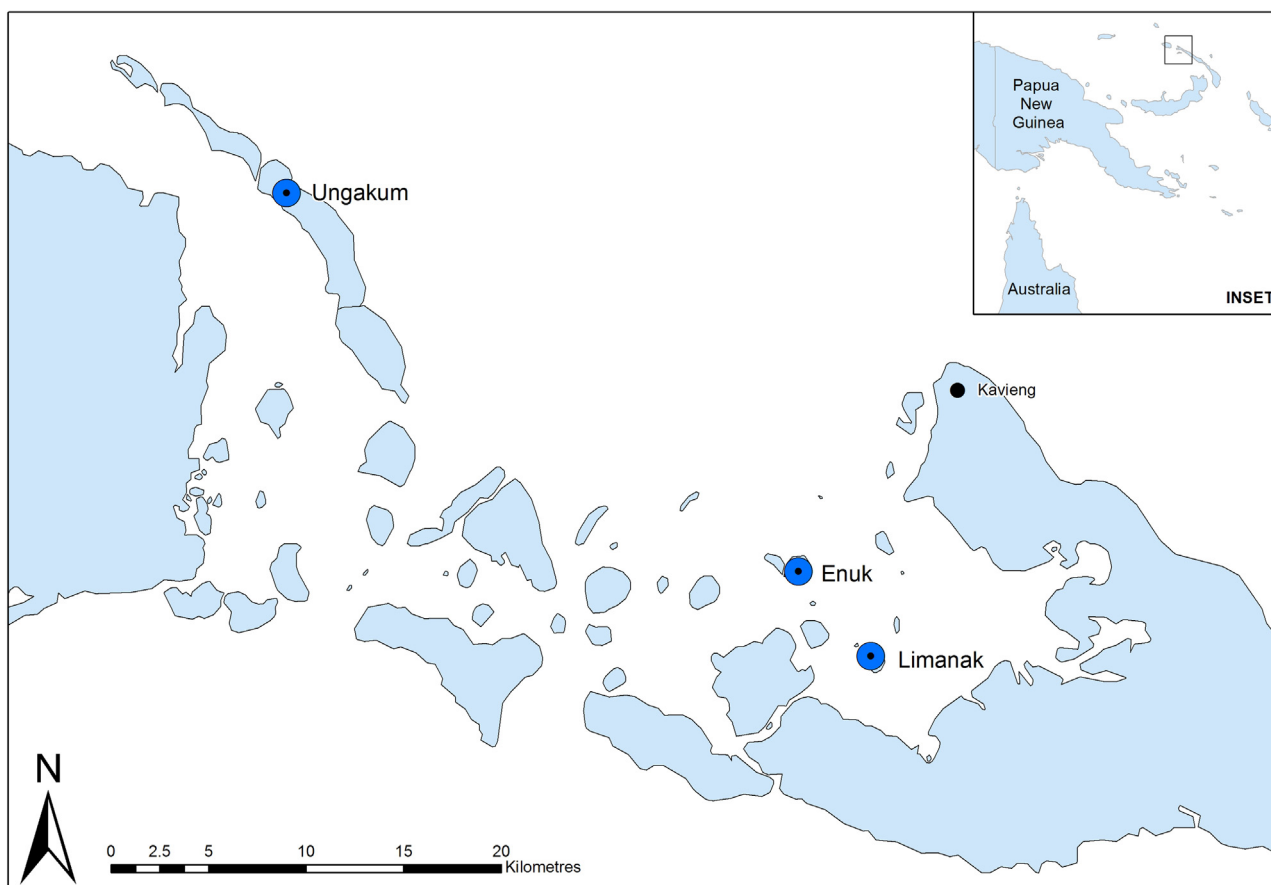 Papua
New
Guinea
Australia
INSET
Ungakum
Kavieng
Enuk
Limanak
N
0 2.5 5 10 15 20
Kilometres